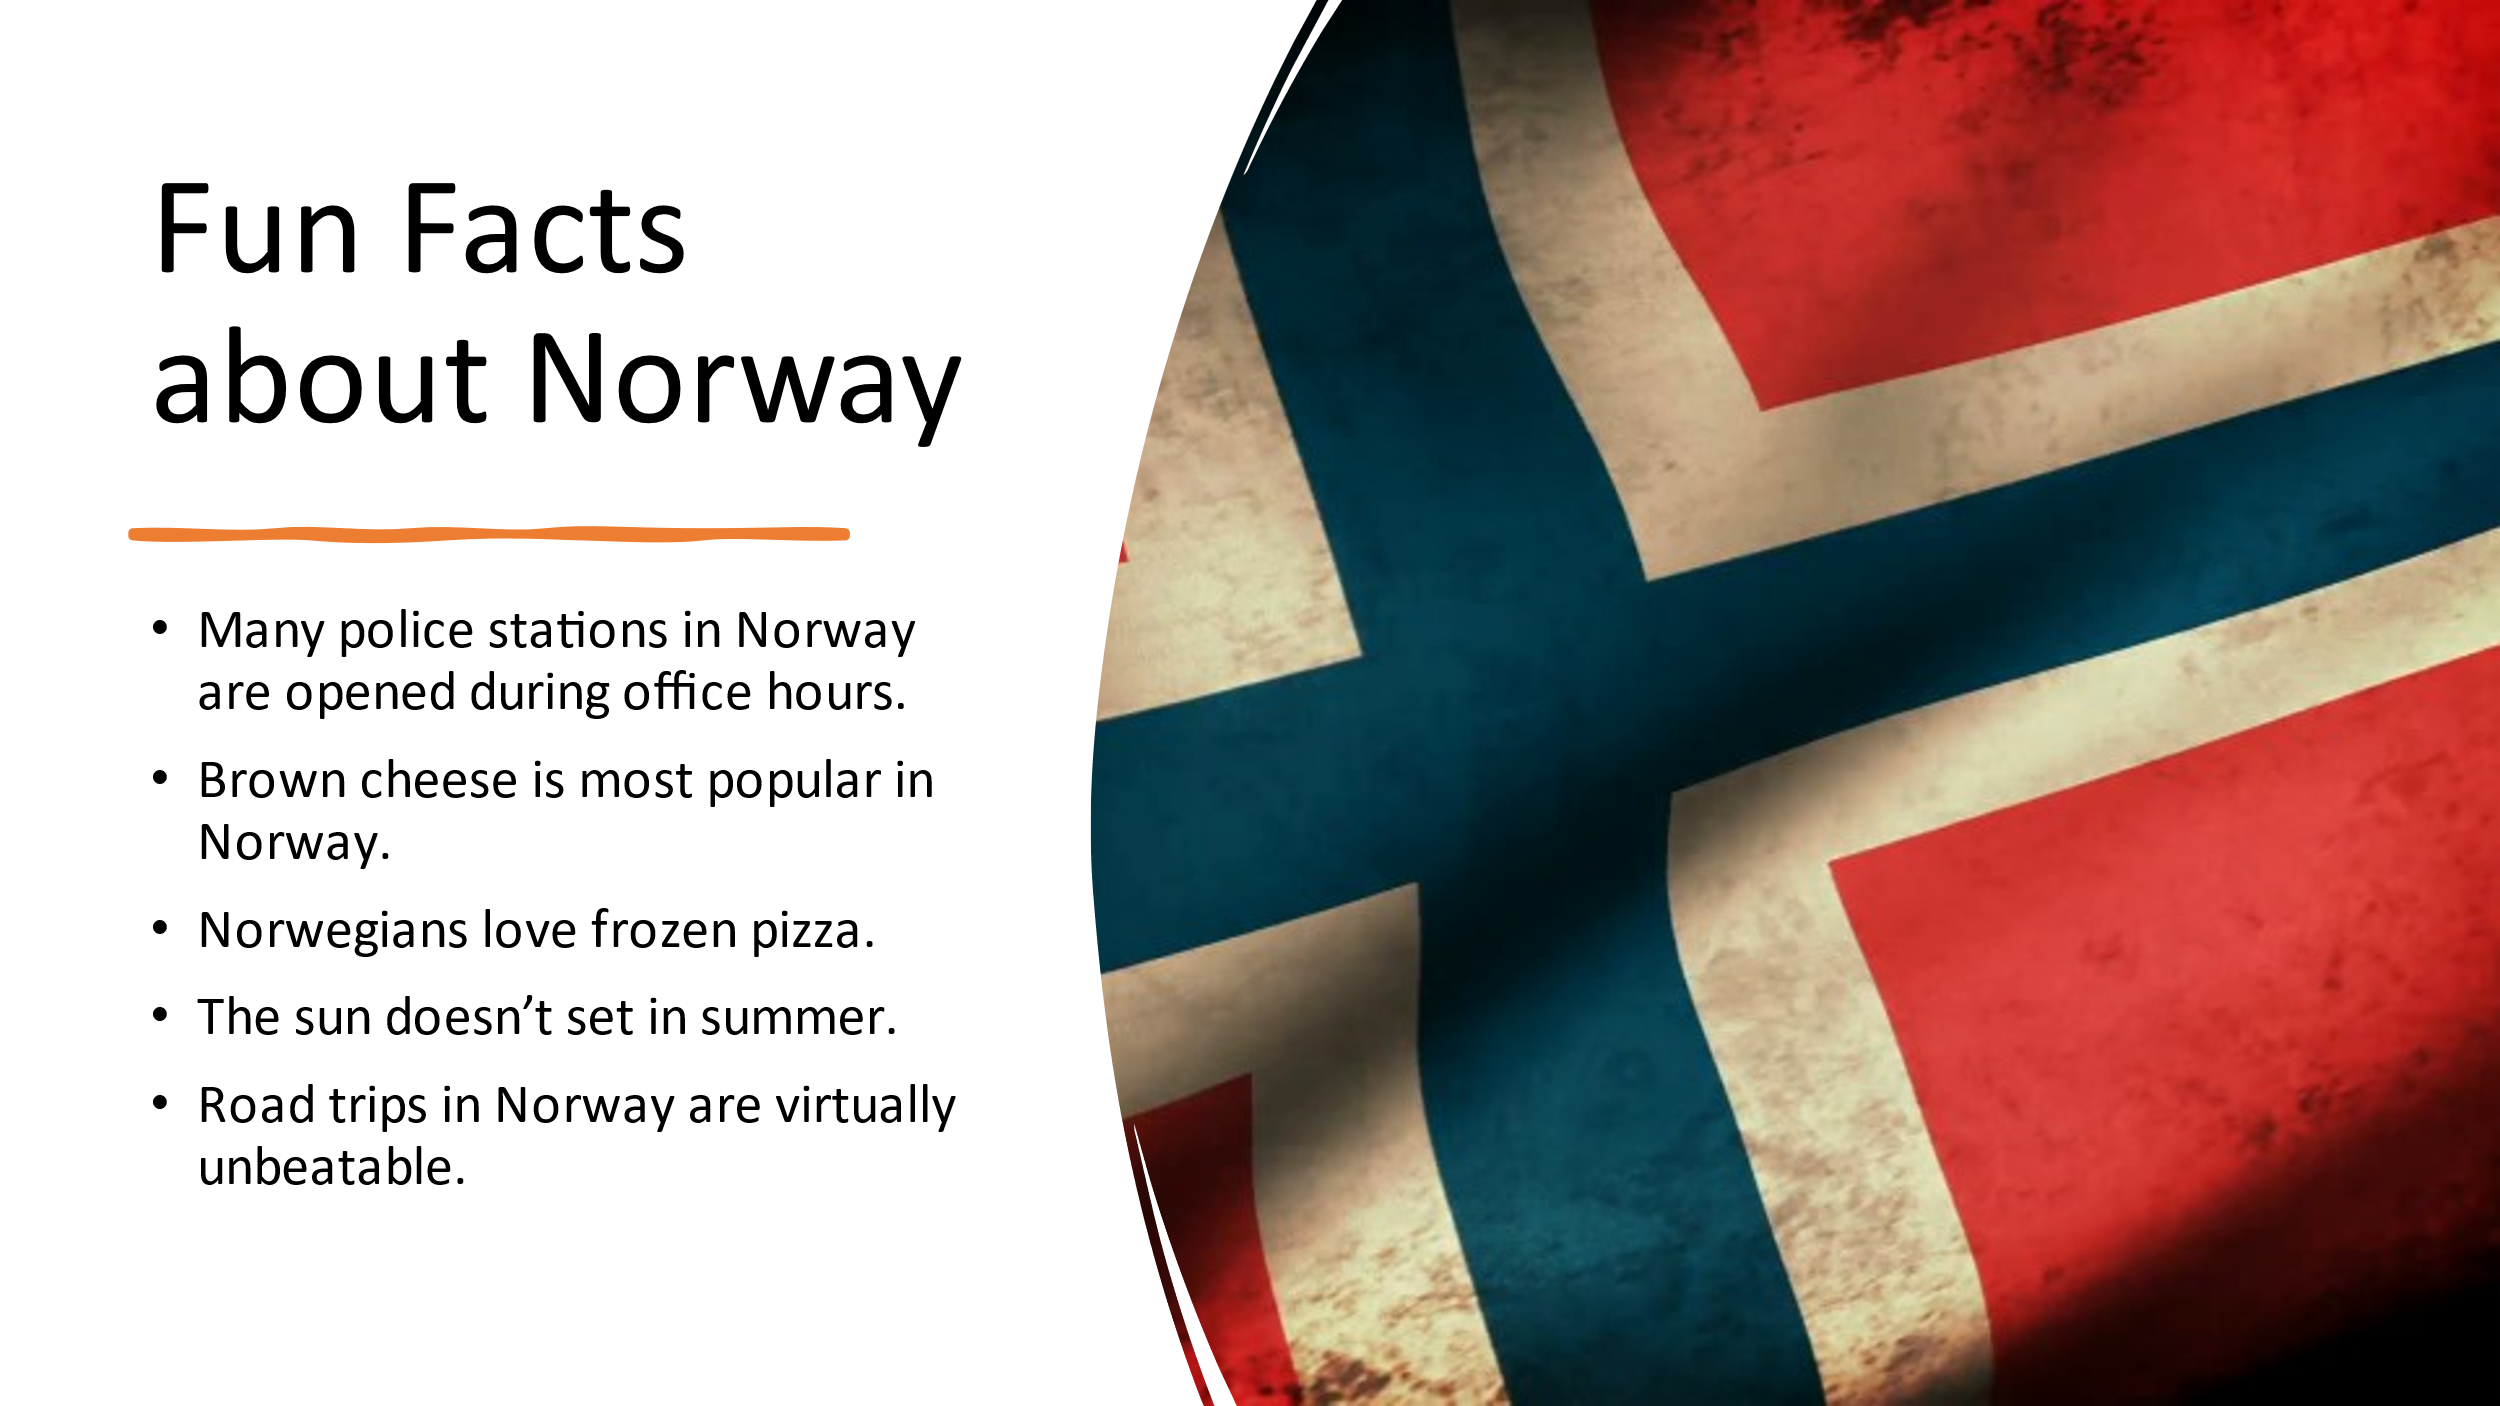 Fun Facts
about Norway
• Many police stations in Norway
are opened during office hours.
• Brown cheese is most popular in
Norway.
• Norwegians love frozen pizza.
• The sun doesn’t set in summer.
• Road trips in Norway are virtually
unbeatable.